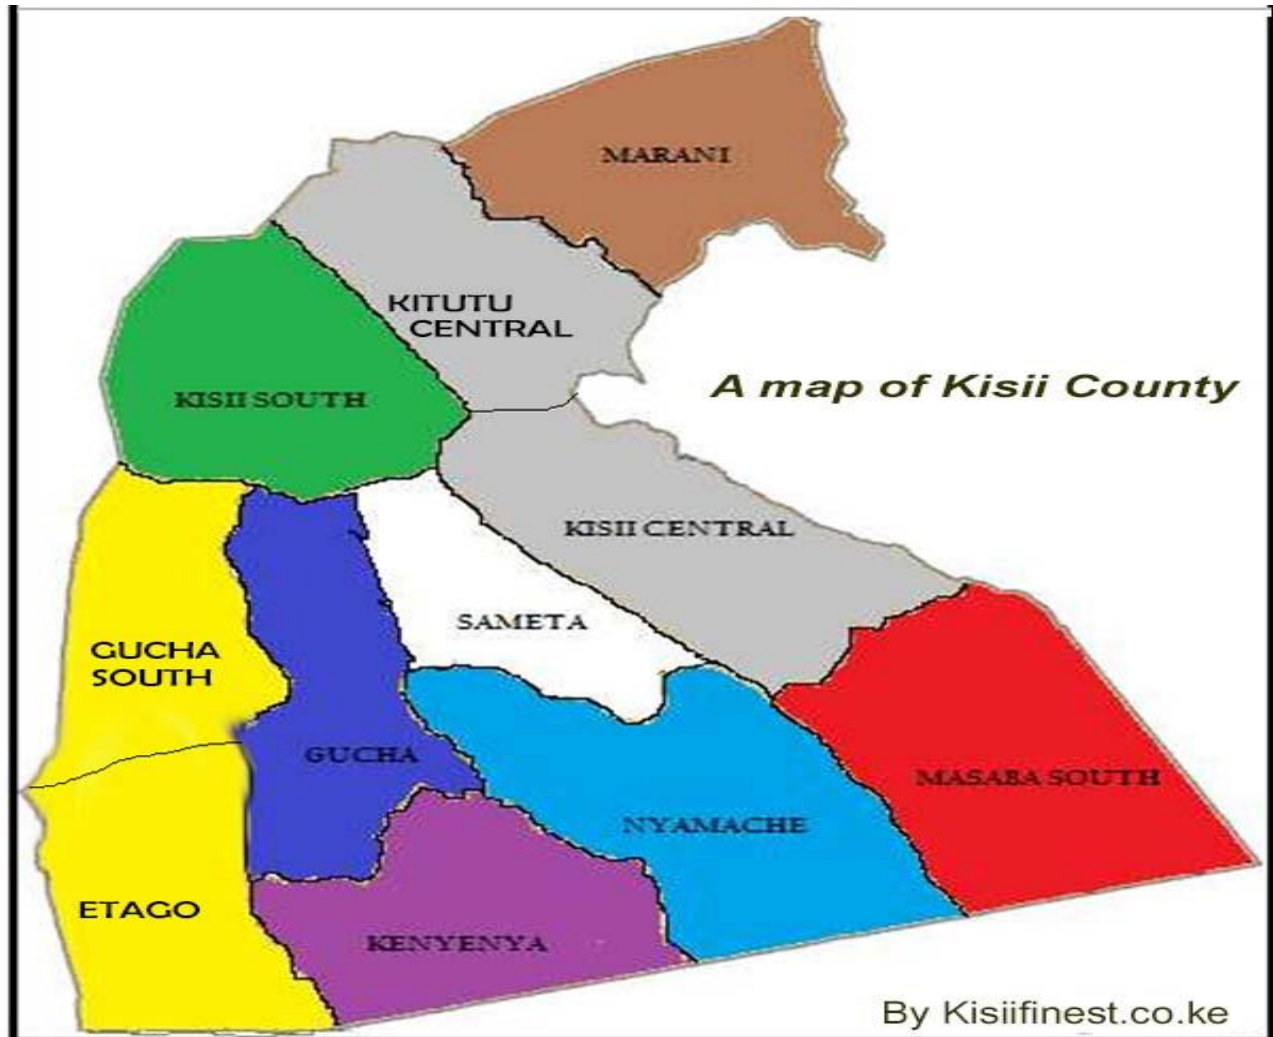 MARANI
KITUTU
CENTRAL
A map of Kisii County
KISII SOUTH
KISII CENTRAL
SAMETA
GUCHA
SOUTH
GUCHA
MASABA SOUTH
NYAMACHE
ETAGO
KENYENYA
By Kisiifinest.co.ke